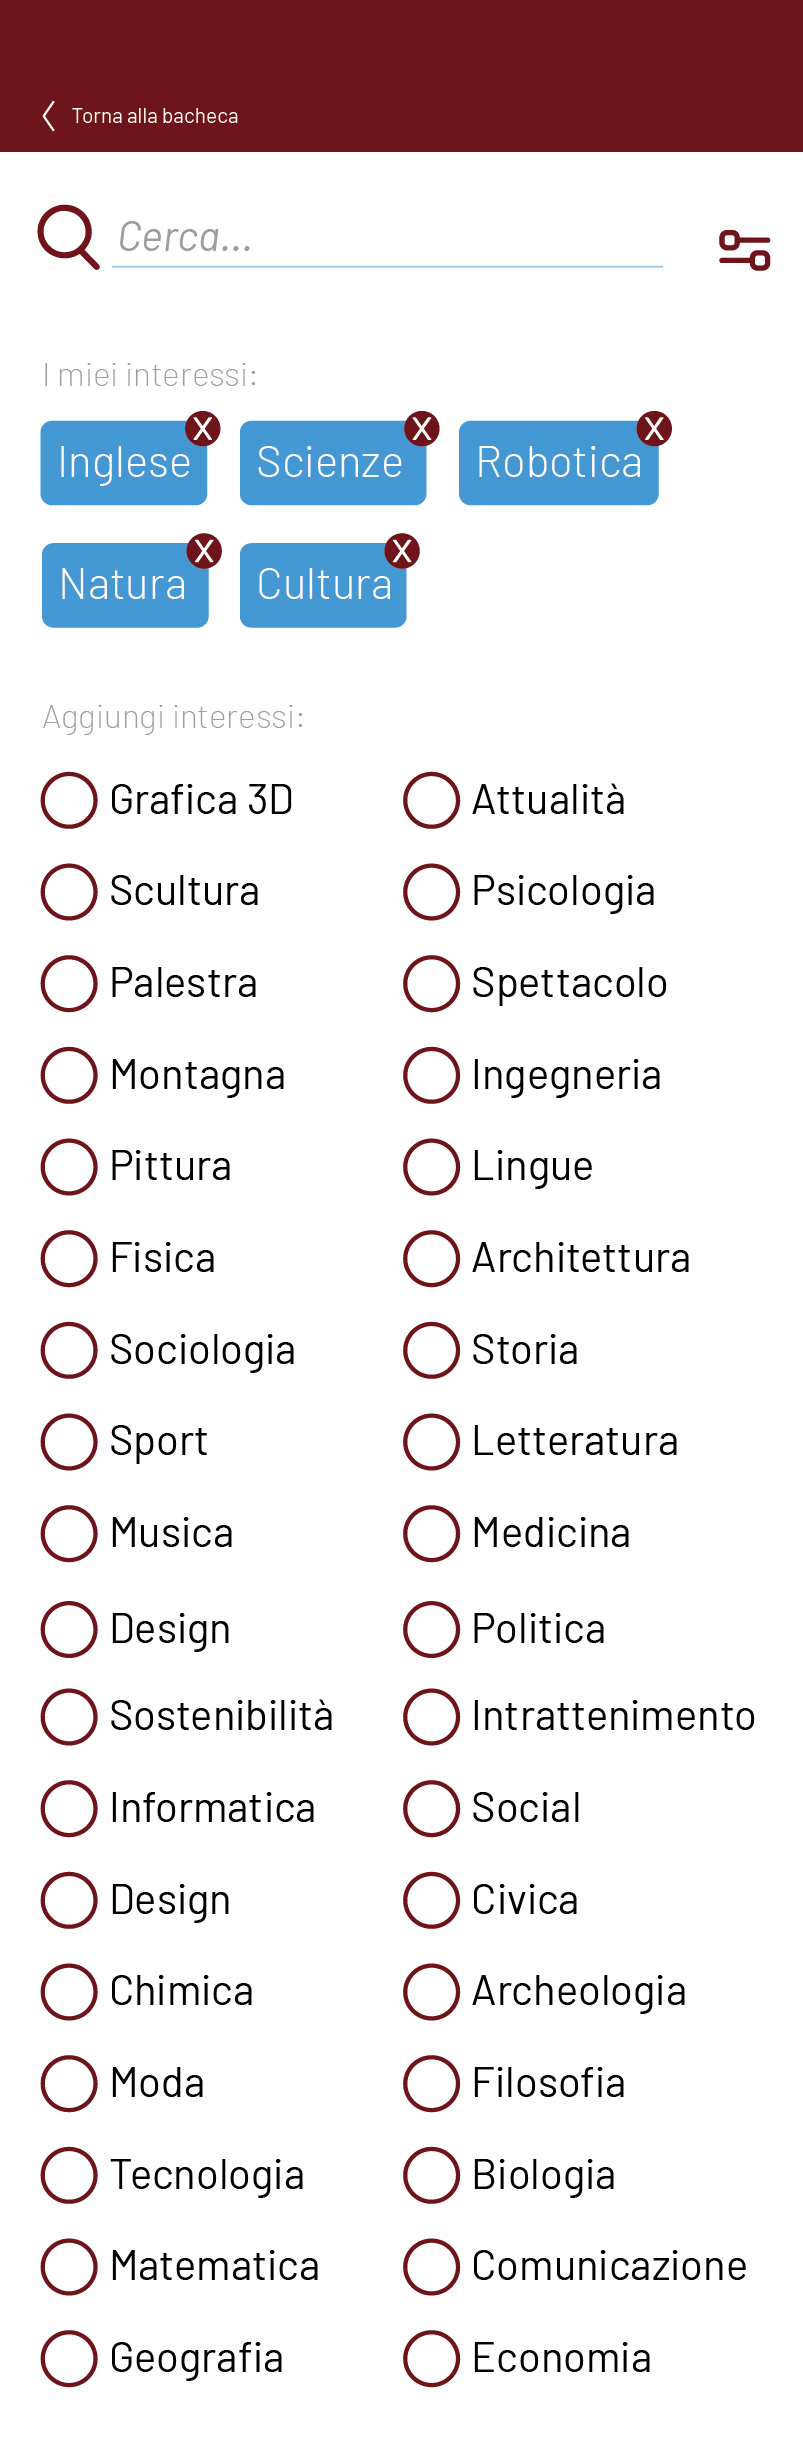 Torna alla bacheca
Cerca...
I miei interessi:
Inglese X Scienze X Robotica X
Natura X Cultura X
Aggiungi interessi:
Grafica 3D Attualità
Scultura Psicologia
Palestra Spettacolo
Montagna Ingegneria
Pittura Lingue
Fisica Architettura
Sociologia Storia
Sport Letteratura
Musica Medicina
Design Politica
Sostenibilità Intrattenimento
Informatica Social
Design Civica
Chimica Archeologia
Moda Filosofia
Tecnologia Biologia
Matematica Comunicazione
Geografia Economia